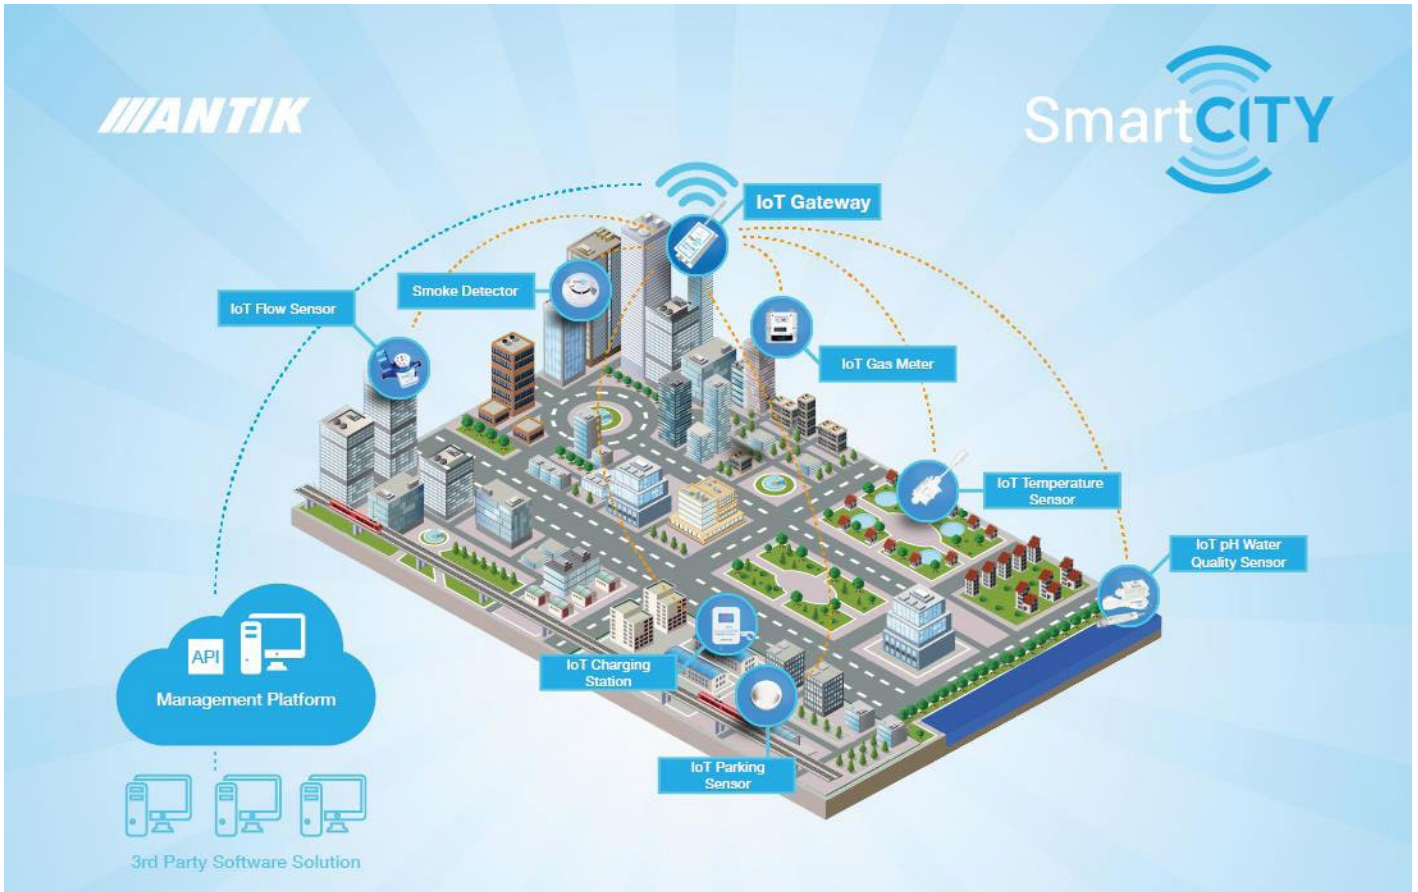 ANTIK
SmartCITY
IoT Gateway
Smoke Detector
IoT Flow Sensor
IoT Gas Meter
IoT Temperature
Sensor
IoT pH Water
Quality Sensor
API
Management Platform
IoT Charging
Station
IoT Parking
Sensor
3rd Party Software Solution